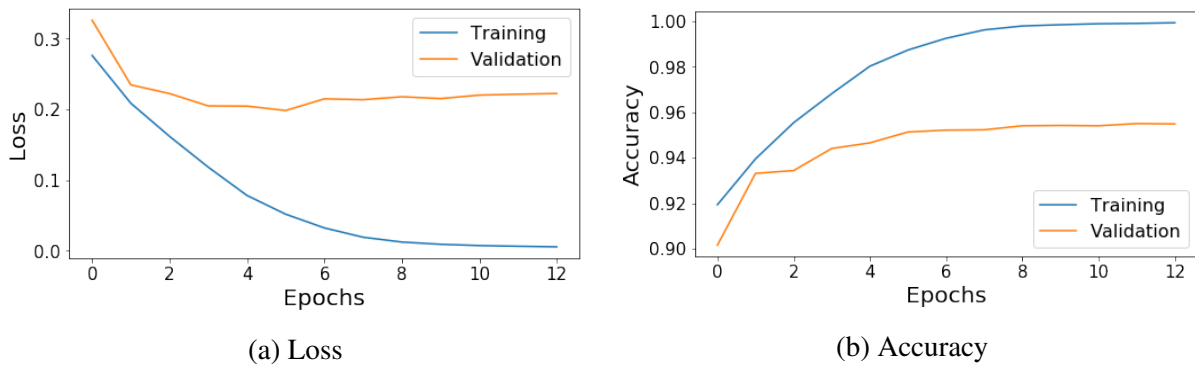 0.3
0.2
0.1
0.0
Loss
Training
Validation
0 2 4 6 8 10 12
Epochs
(a) Loss
1.00
0.98
0.96
0.94
0.92
0.90
Accuracy
Training
Validation
0 2 4 6 8 10 12
Epochs
(b) Accuracy